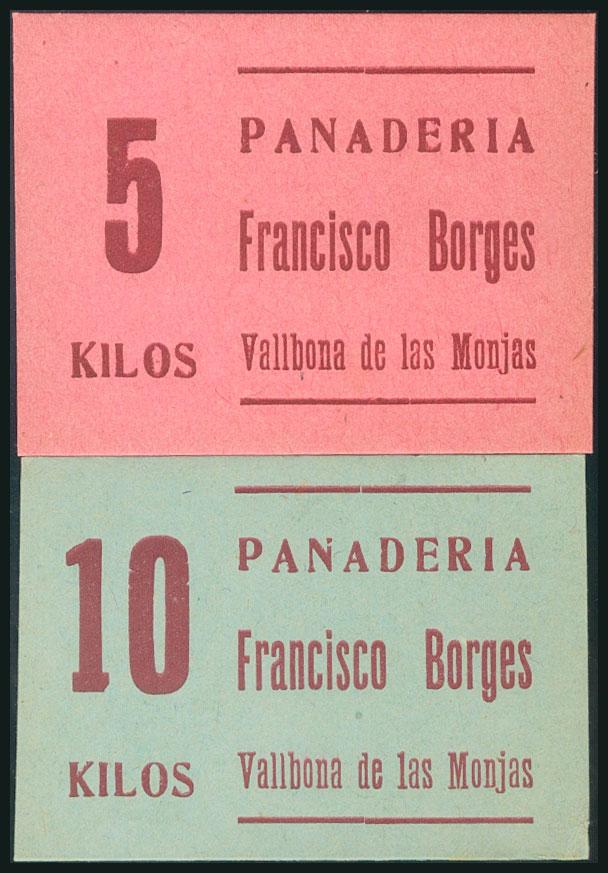 5
KILOS
PANADERIA
Francisco Borges
Vallbona de las Monjas
10
KILOS
PANADERIA
Francisco Borges
Vallbona de las Monjas